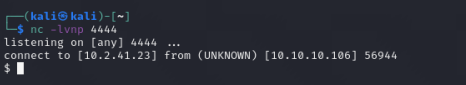 ┌──(kali㉿kali)-[~]
└─$ nc -lvnp 4444
listening on [any] 4444 ...
connect to [10.2.41.23] from (UNKNOWN) [10.10.10.106] 56944
$